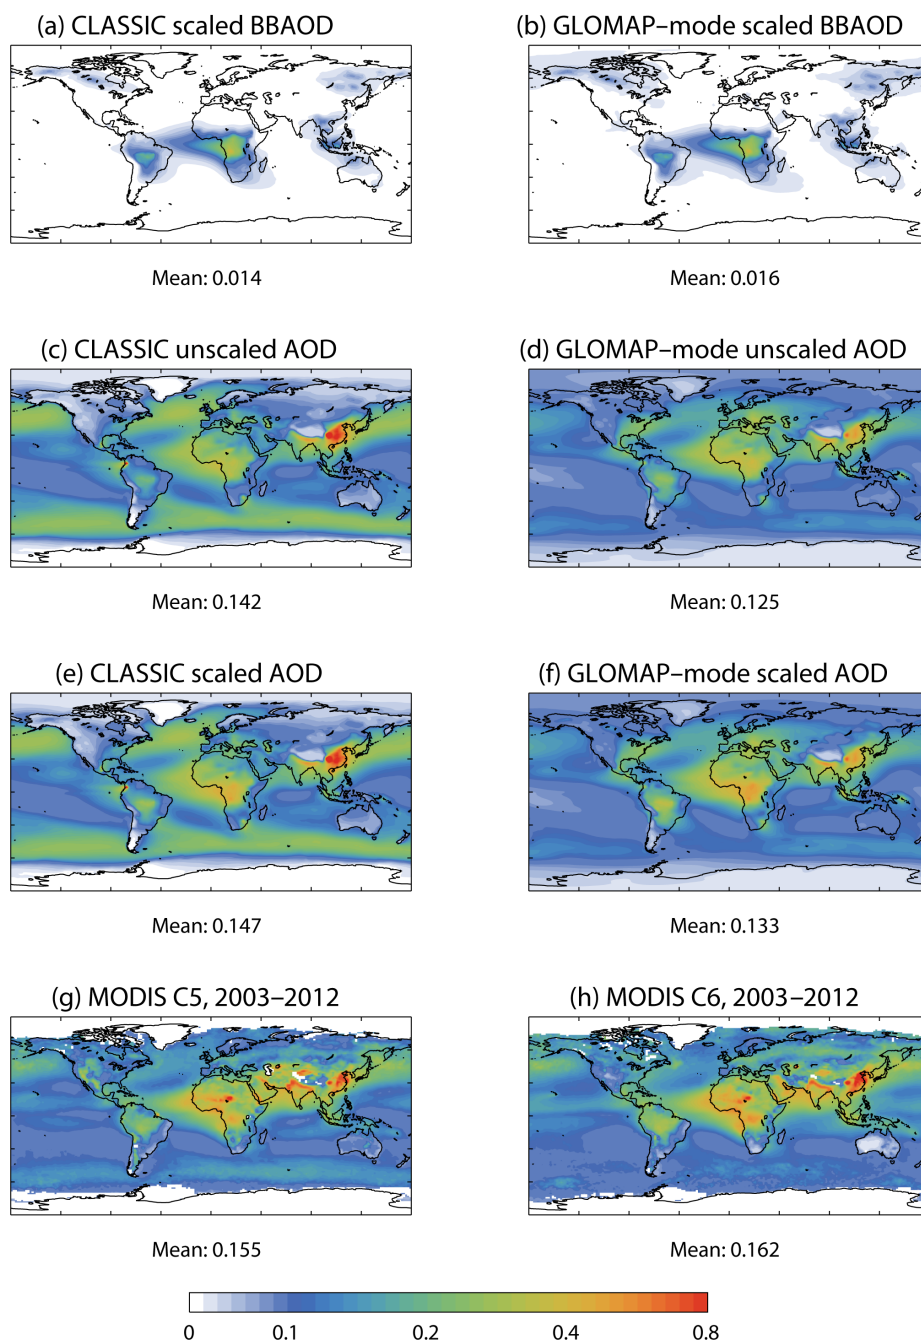 (a) CLASSIC scaled BBAOD
(b) GLOMAP–mode scaled BBAOD
Mean: 0.014
Mean: 0.016
(c) CLASSIC unscaled AOD
(d) GLOMAP–mode unscaled AOD
Mean: 0.142
Mean: 0.125
(e) CLASSIC scaled AOD
(f) GLOMAP–mode scaled AOD
Mean: 0.147
Mean: 0.133
(g) MODIS C5, 2003–2012
(h) MODIS C6, 2003–2012
Mean: 0.155
Mean: 0.162
0 0.1 0.2 0.4 0.8